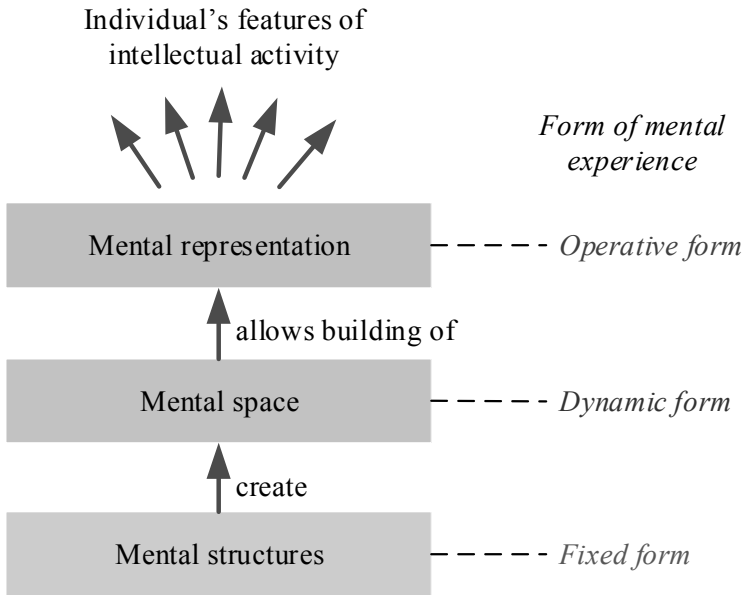 Individual’s features of
intellectual activity
Form of mental
experience
Mental representation
Operative form
allows building of
Mental space
Dynamic form
create
Mental structures
Fixed form